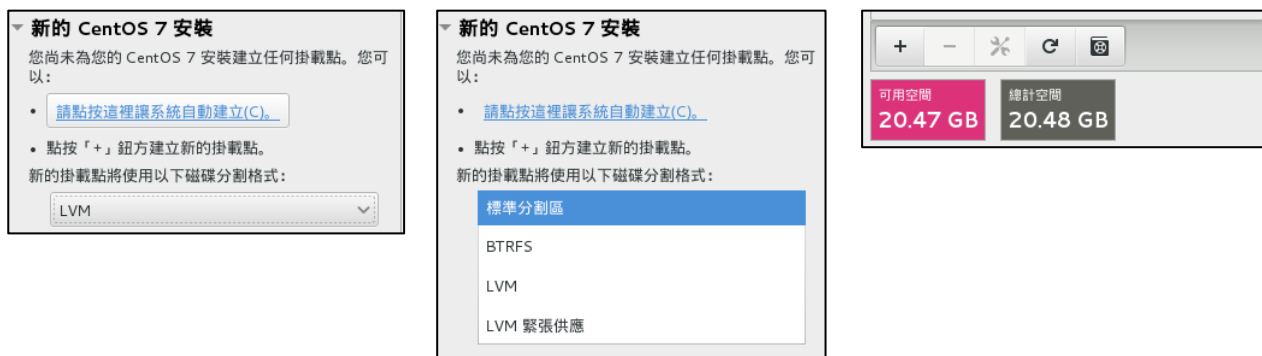 新的 CentOS 7 安裝
您尚未為您的 CentOS 7 安裝建立任何掛載點。您可
以：
• 請點按這裡讓系統自動建立(C)。
• 點按「+」鈕方建立新的掛載點。
新的掛載點將使用以下磁碟分割格式：
LVM
新的 CentOS 7 安裝
您尚未為您的 CentOS 7 安裝建立任何掛載點。您可
以：
• 請點按這裡讓系統自動建立(C)。
• 點按「+」鈕方建立新的掛載點。
新的掛載點將使用以下磁碟分割格式：
標準分割區
BTRFS
LVM
LVM 緊張供應
+ −
可用空間
20.47 GB
總計空間
20.48 GB